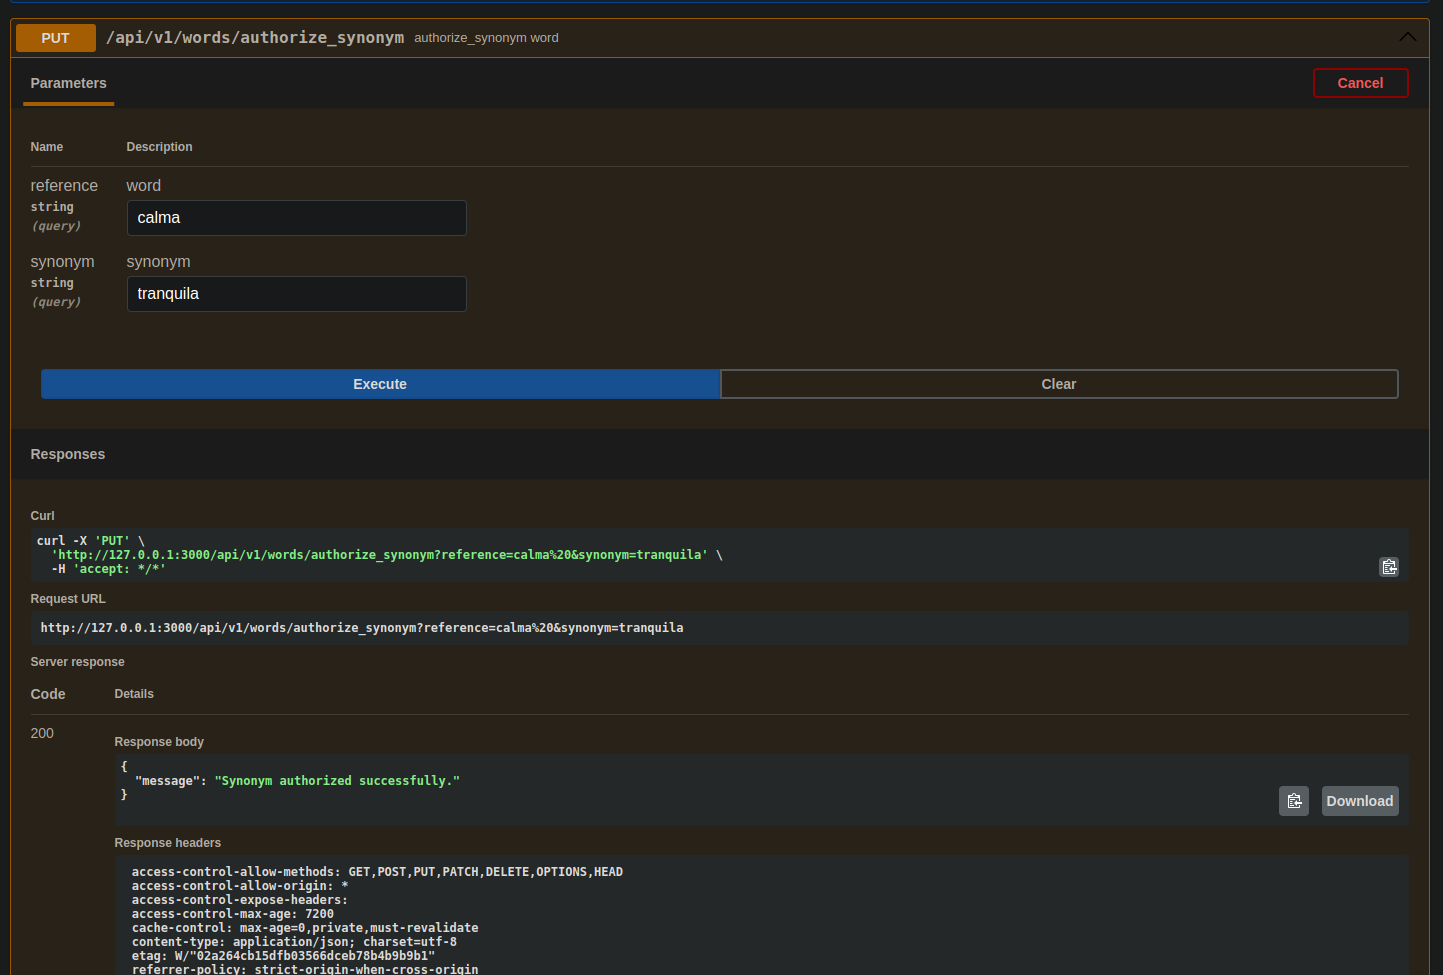 PUT /api/v1/words/authorize_synonym authorize_synonym word
Parameters Cancel
Name Description
reference word
string calma
(query)
synonym synonym
string tranquila
(query)
Execute Clear
Responses
Curl
curl -X 'PUT' \
'http://127.0.0.1:3000/api/v1/words/authorize_synonym?reference=calma%20&synonym=tranquila' \
-H 'accept: */*'
Request URL
http://127.0.0.1:3000/api/v1/words/authorize_synonym?reference=calma%20&synonym=tranquila
Server response
Code Details
200
Response body
{
"message": "Synonym authorized successfully."
}
Download
Response headers
access-control-allow-methods: GET,POST,PUT,PATCH,DELETE,OPTIONS,HEAD
access-control-allow-origin: *
access-control-expose-headers:
access-control-max-age: 7200
cache-control: max-age=0,private,must-revalidate
content-type: application/json; charset=utf-8
etag: W/"02a264cb15dfb03566dceb78b4b9b9b1"
referrer-policy: strict-origin-when-cross-origin